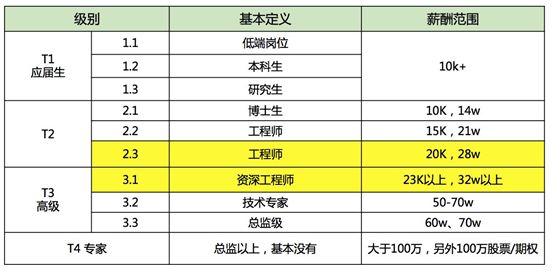 级别 基本定义 薪酬范围
1.1 低端岗位
T1
应届生 1.2 本科生 10k+
1.3 研究生
2.1 博士生 10K，14w
T2 2.2 工程师 15K，21w
2.3 工程师 20K，28w
3.1 资深工程师 23K以上，32w以上
T3
高级 3.2 技术专家 50-70w
3.3 总监级 60w、70w
T4 专家 总监以上，基本没有 大于100万，另外100万股票/期权